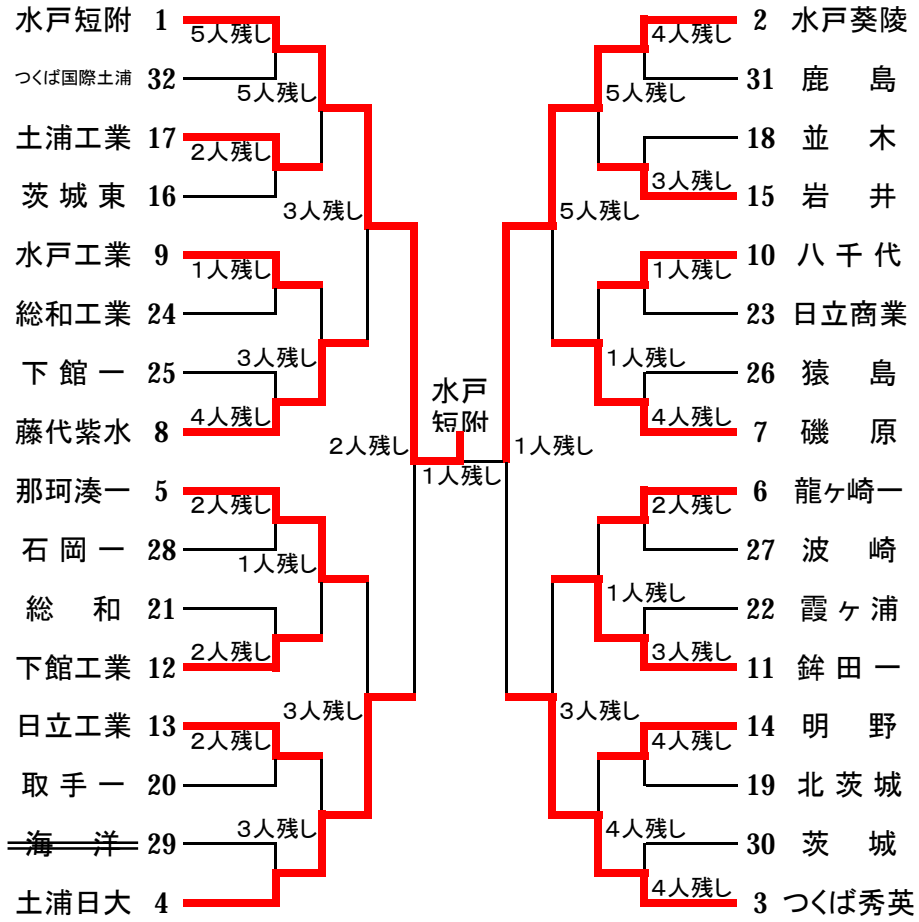 水戸短附 1
5人残し
つくば国際土浦 32
5人残し
土浦工業 17
2人残し
茨城東 16
3人残し
水戸工業 9
1人残し
総和工業 24
3人残し
下館一 25
4人残し
藤代紫水 8
2人残し
那珂湊一 5
2人残し
石岡一 28
1人残し
総和 21
2人残し
下館工業 12
3人残し
日立工業 13
2人残し
取手一 20
3人残し
海洋 29
土浦日大 4
水戸
短附
1人残し
2 水戸葵陵
4人残し
31 鹿島
5人残し
18 並木
3人残し
15 岩井
5人残し
10 八千代
1人残し
23 日立商業
1人残し
26 猿島
4人残し
7 磯原
1人残し
6 龍ヶ崎一
2人残し
27 波崎
1人残し
22 霞ヶ浦
3人残し
11 鉾田一
3人残し
14 明野
4人残し
19 北茨城
4人残し
30 茨城
4人残し
3 つくば秀英